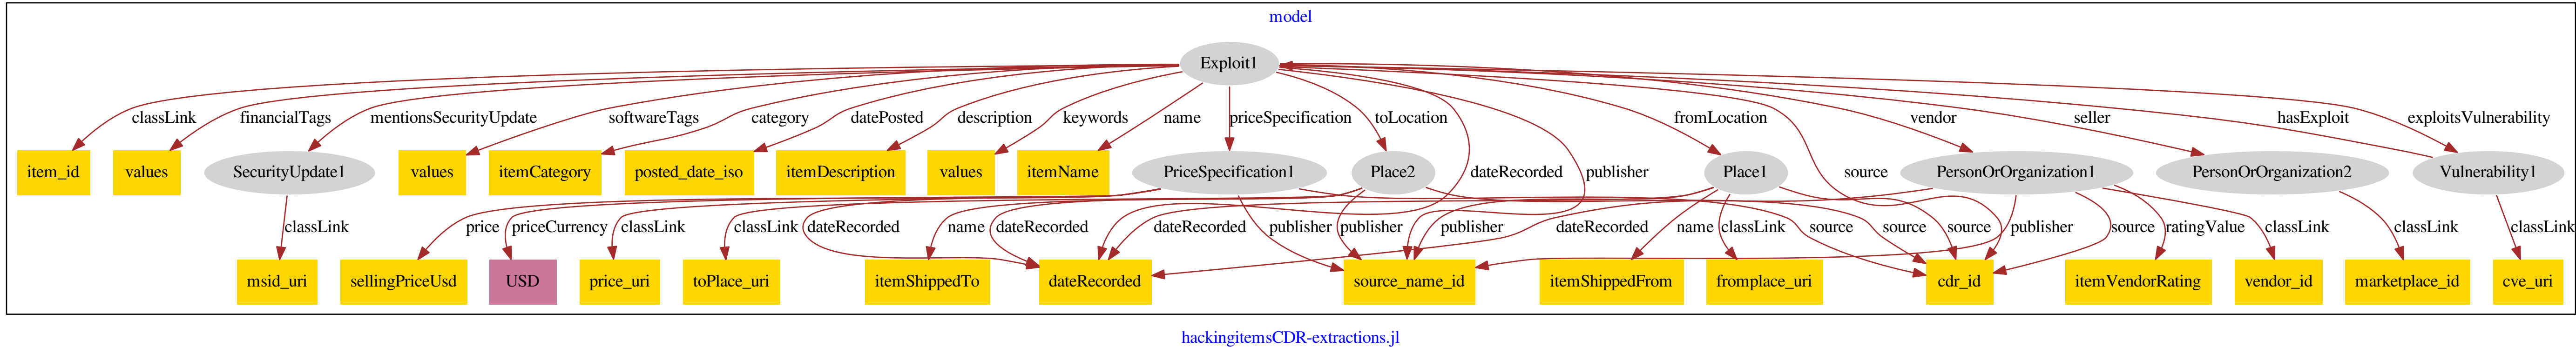 model
Exploit1
classLink
financialTags
mentionsSecurityUpdate
softwareTags
category
datePosted
description
keywords
name
priceSpecification
toLocation
dateRecorded
publisher
fromLocation
source
vendor
seller
hasExploit
exploitsVulnerability
item_id
values
SecurityUpdate1
values
itemCategory
posted_date_iso
itemDescription
values
itemName
PriceSpecification1
Place2
Place1
PersonOrOrganization1
PersonOrOrganization2
Vulnerability1
classLink
price
priceCurrency
classLink
classLink
dateRecorded
name
dateRecorded
dateRecorded
publisher
publisher
publisher
dateRecorded
name
classLink
source
source
source
publisher
source
ratingValue
classLink
classLink
classLink
msid_uri
sellingPriceUsd
USD
price_uri
toPlace_uri
itemShippedTo
dateRecorded
source_name_id
itemShippedFrom
fromplace_uri
cdr_id
itemVendorRating
vendor_id
marketplace_id
cve_uri
hackingitemsCDR-extractions.jl